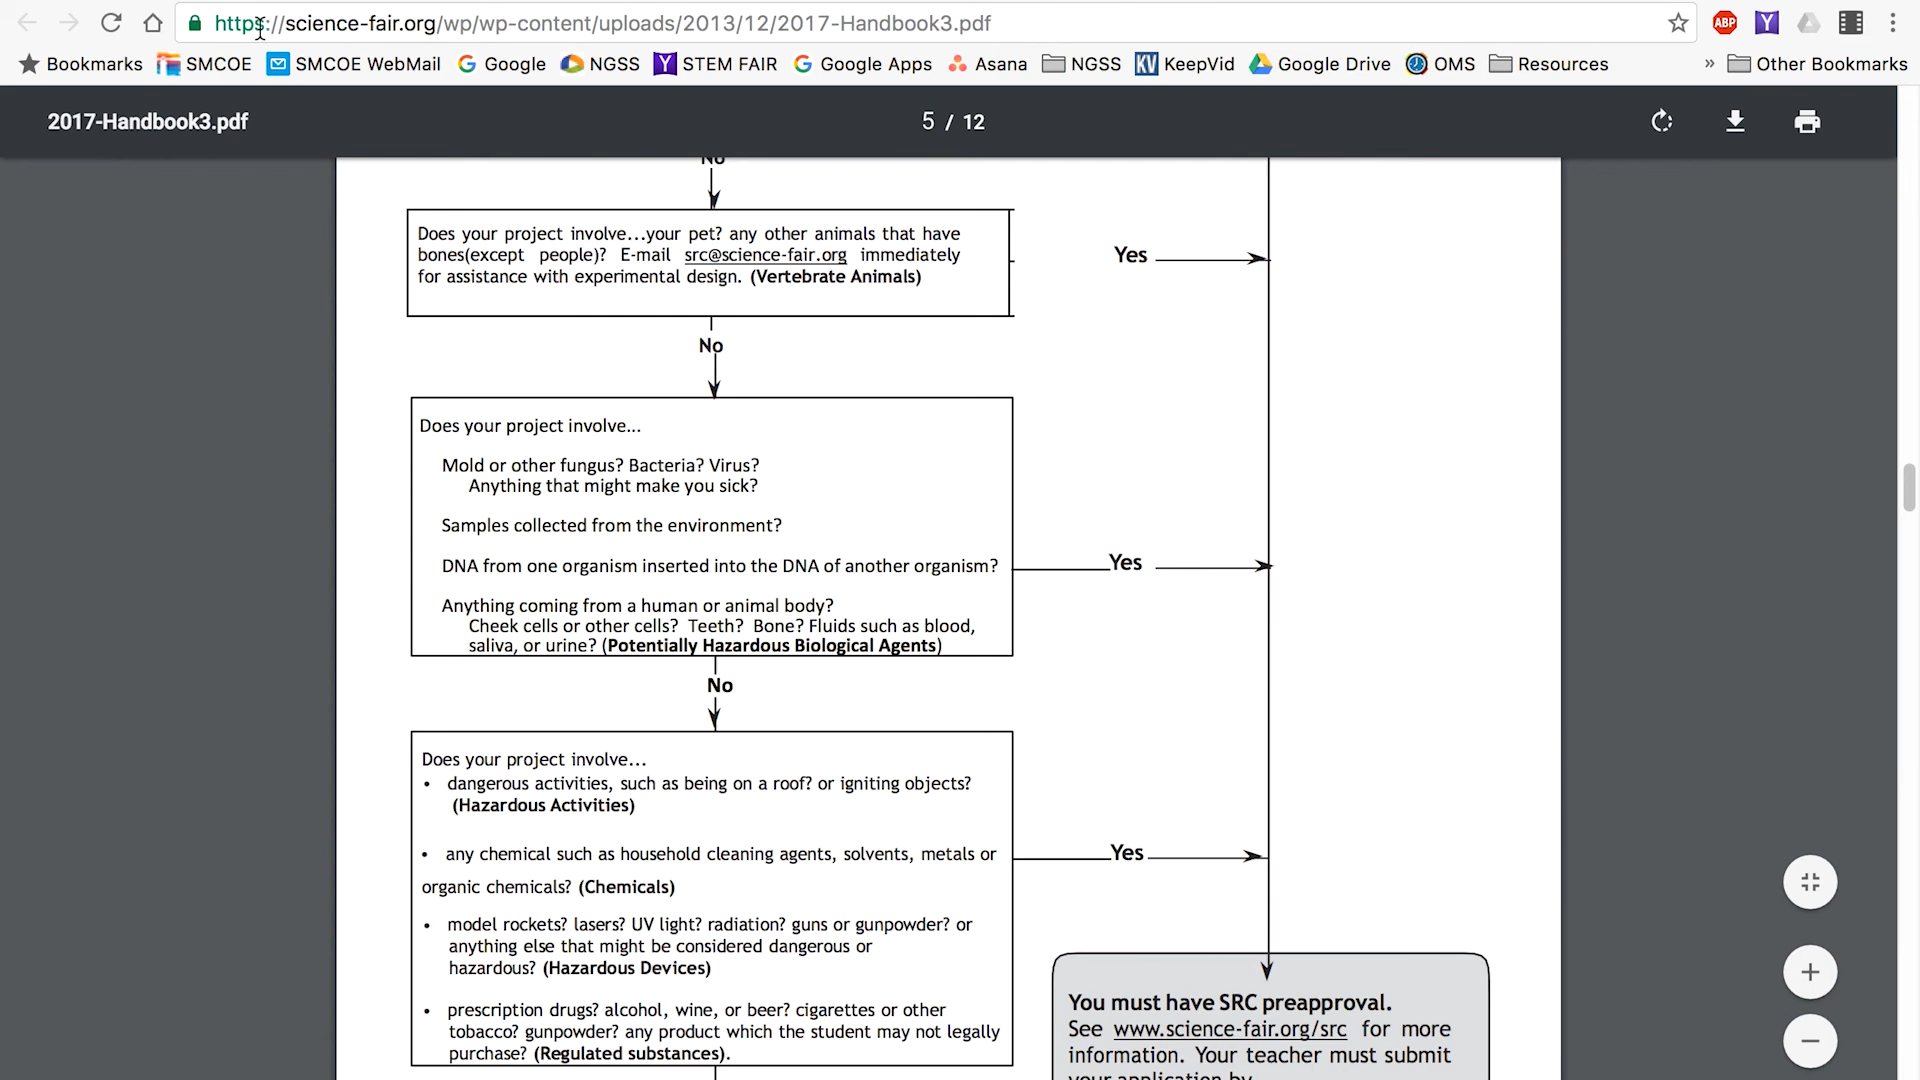 https://science-fair.org/wp/wp-content/uploads/2013/12/2017-Handbook3.pdf
ABP
Bookmarks SMCOE SMCOE WebMail Google NGSS STEM FAIR Google Apps Asana NGSS KV KeepVid Google Drive OMS Resources » Other Bookmarks
2017-Handbook3.pdf 5 / 12
No
Does your project involve...your pet? any other animals that have
bones(except people)? E-mail src@science-fair.org immediately
for assistance with experimental design. (Vertebrate Animals)
Yes
No
Does your project involve...
Mold or other fungus? Bacteria? Virus?
Anything that might make you sick?
Samples collected from the environment?
DNA from one organism inserted into the DNA of another organism?
Yes
Anything coming from a human or animal body?
Cheek cells or other cells? Teeth? Bone? Fluids such as blood,
saliva, or urine? (Potentially Hazardous Biological Agents)
No
Does your project involve...
• dangerous activities, such as being on a roof? or igniting objects?
(Hazardous Activities)
• any chemical such as household cleaning agents, solvents, metals or
organic chemicals? (Chemicals)
Yes
• model rockets? lasers? UV light? radiation? guns or gunpowder? or
anything else that might be considered dangerous or
hazardous? (Hazardous Devices)
• prescription drugs? alcohol, wine, or beer? cigarettes or other
tobacco? gunpowder? any product which the student may not legally
purchase? (Regulated substances).
You must have SRC preapproval.
See www.science-fair.org/src for more
information. Your teacher must submit
your application by